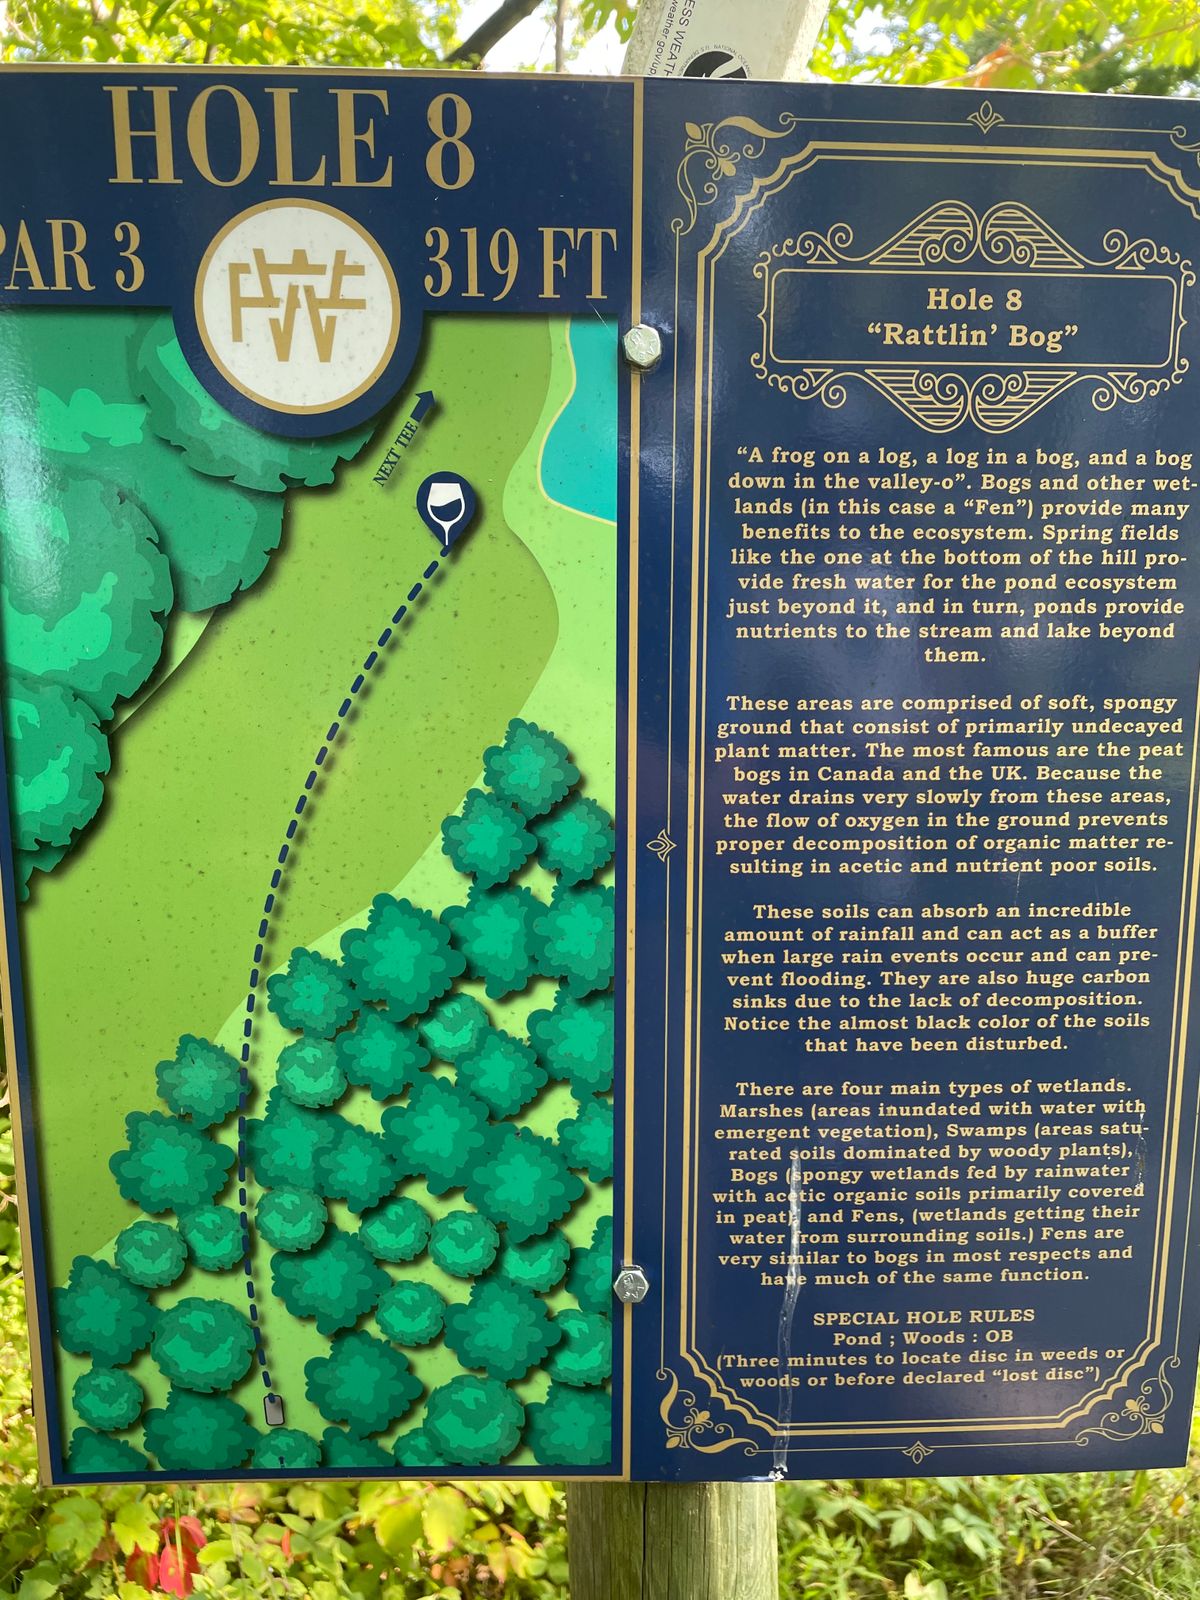 HOLE 8
PAR 3
319 FT
NEXT TEE
Hole 8
“Rattlin’ Bog”
“A frog on a log, a log in a bog, and a bog
down in the valley-o”. Bogs and other wet-
lands (in this case a “Fen”) provide many
benefits to the ecosystem. Spring fields
like the one at the bottom of the hill pro-
vide fresh water for the pond ecosystem
just beyond it, and in turn, ponds provide
nutrients to the stream and lake beyond
them.
These areas are comprised of soft, spongy
ground that consist of primarily undecayed
plant matter. The most famous are the peat
bogs in Canada and the UK. Because the
water drains very slowly from these areas,
the flow of oxygen in the ground prevents
proper decomposition of organic matter re-
sulting in acetic and nutrient poor soils.
These soils can absorb an incredible
amount of rainfall and can act as a buffer
when large rain events occur and can pre-
vent flooding. They are also huge carbon
sinks due to the lack of decomposition.
Notice the almost black color of the soils
that have been disturbed.
There are four main types of wetlands.
Marshes (areas inundated with water with
emergent vegetation), Swamps (areas satu-
rated soils dominated by woody plants),
Bogs (spongy wetlands fed by rainwater
with acetic organic soils primarily covered
in peat) and Fens, (wetlands getting their
water from surrounding soils.) Fens are
very similar to bogs in most respects and
have much of the same function.
SPECIAL HOLE RULES
Pond ; Woods : OB
(Three minutes to locate disc in weeds or
woods or before declared “lost disc”)